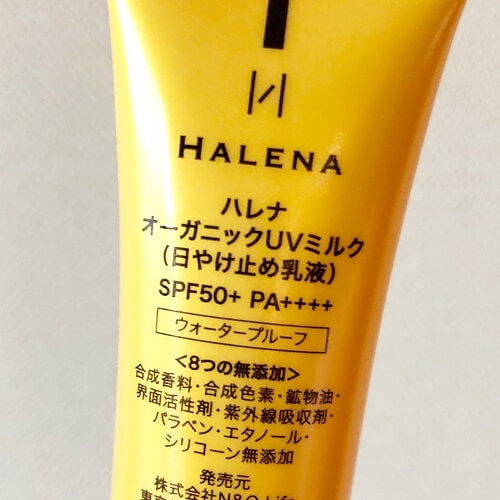 HALENA
ハレナ
オーガニックUVミルク
(日やけ止め乳液)
SPF50+ PA++++
ウォータープルーフ
<8つの無添加>
合成香料・合成色素・鉱物油・
界面活性剤・紫外線吸収剤・
パラベン・エタノール・
シリコーン無添加
発売元
株式会社N&O Life
東京